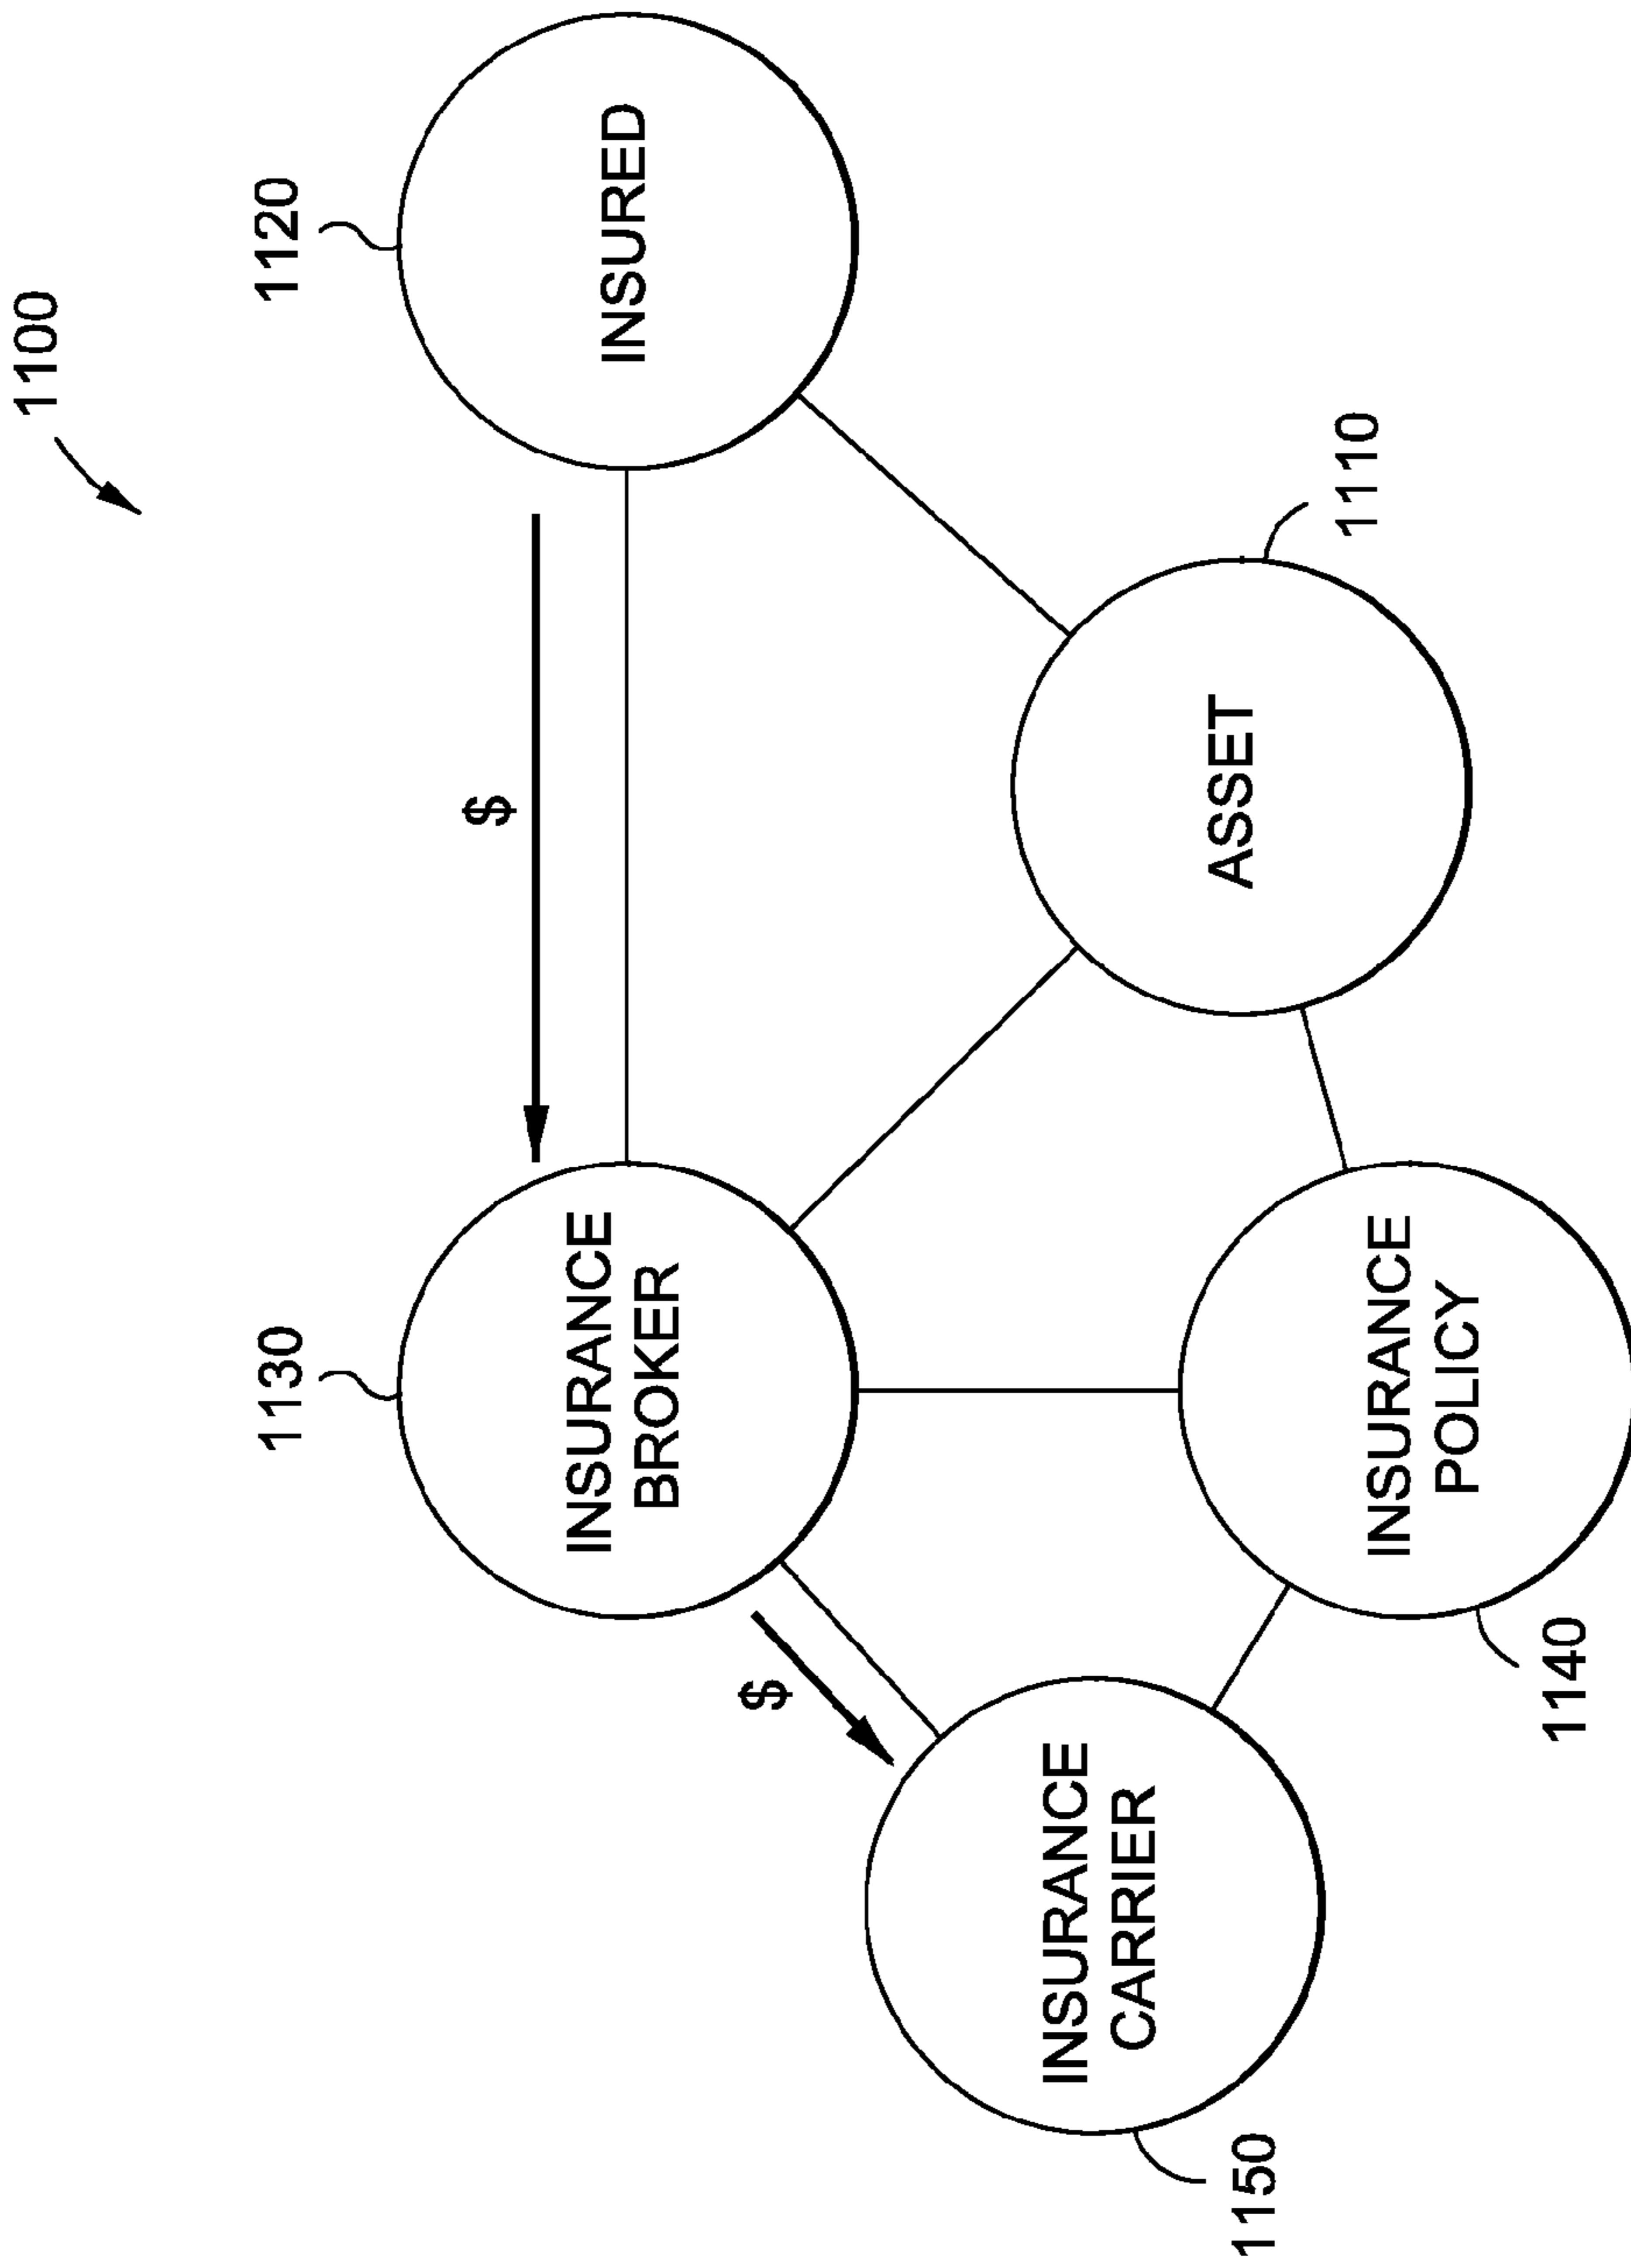 1100
1120
INSURED
$
1130
INSURANCE
BROKER
1110
ASSET
$
INSURANCE
POLICY
1140
INSURANCE
CARRIER
1150